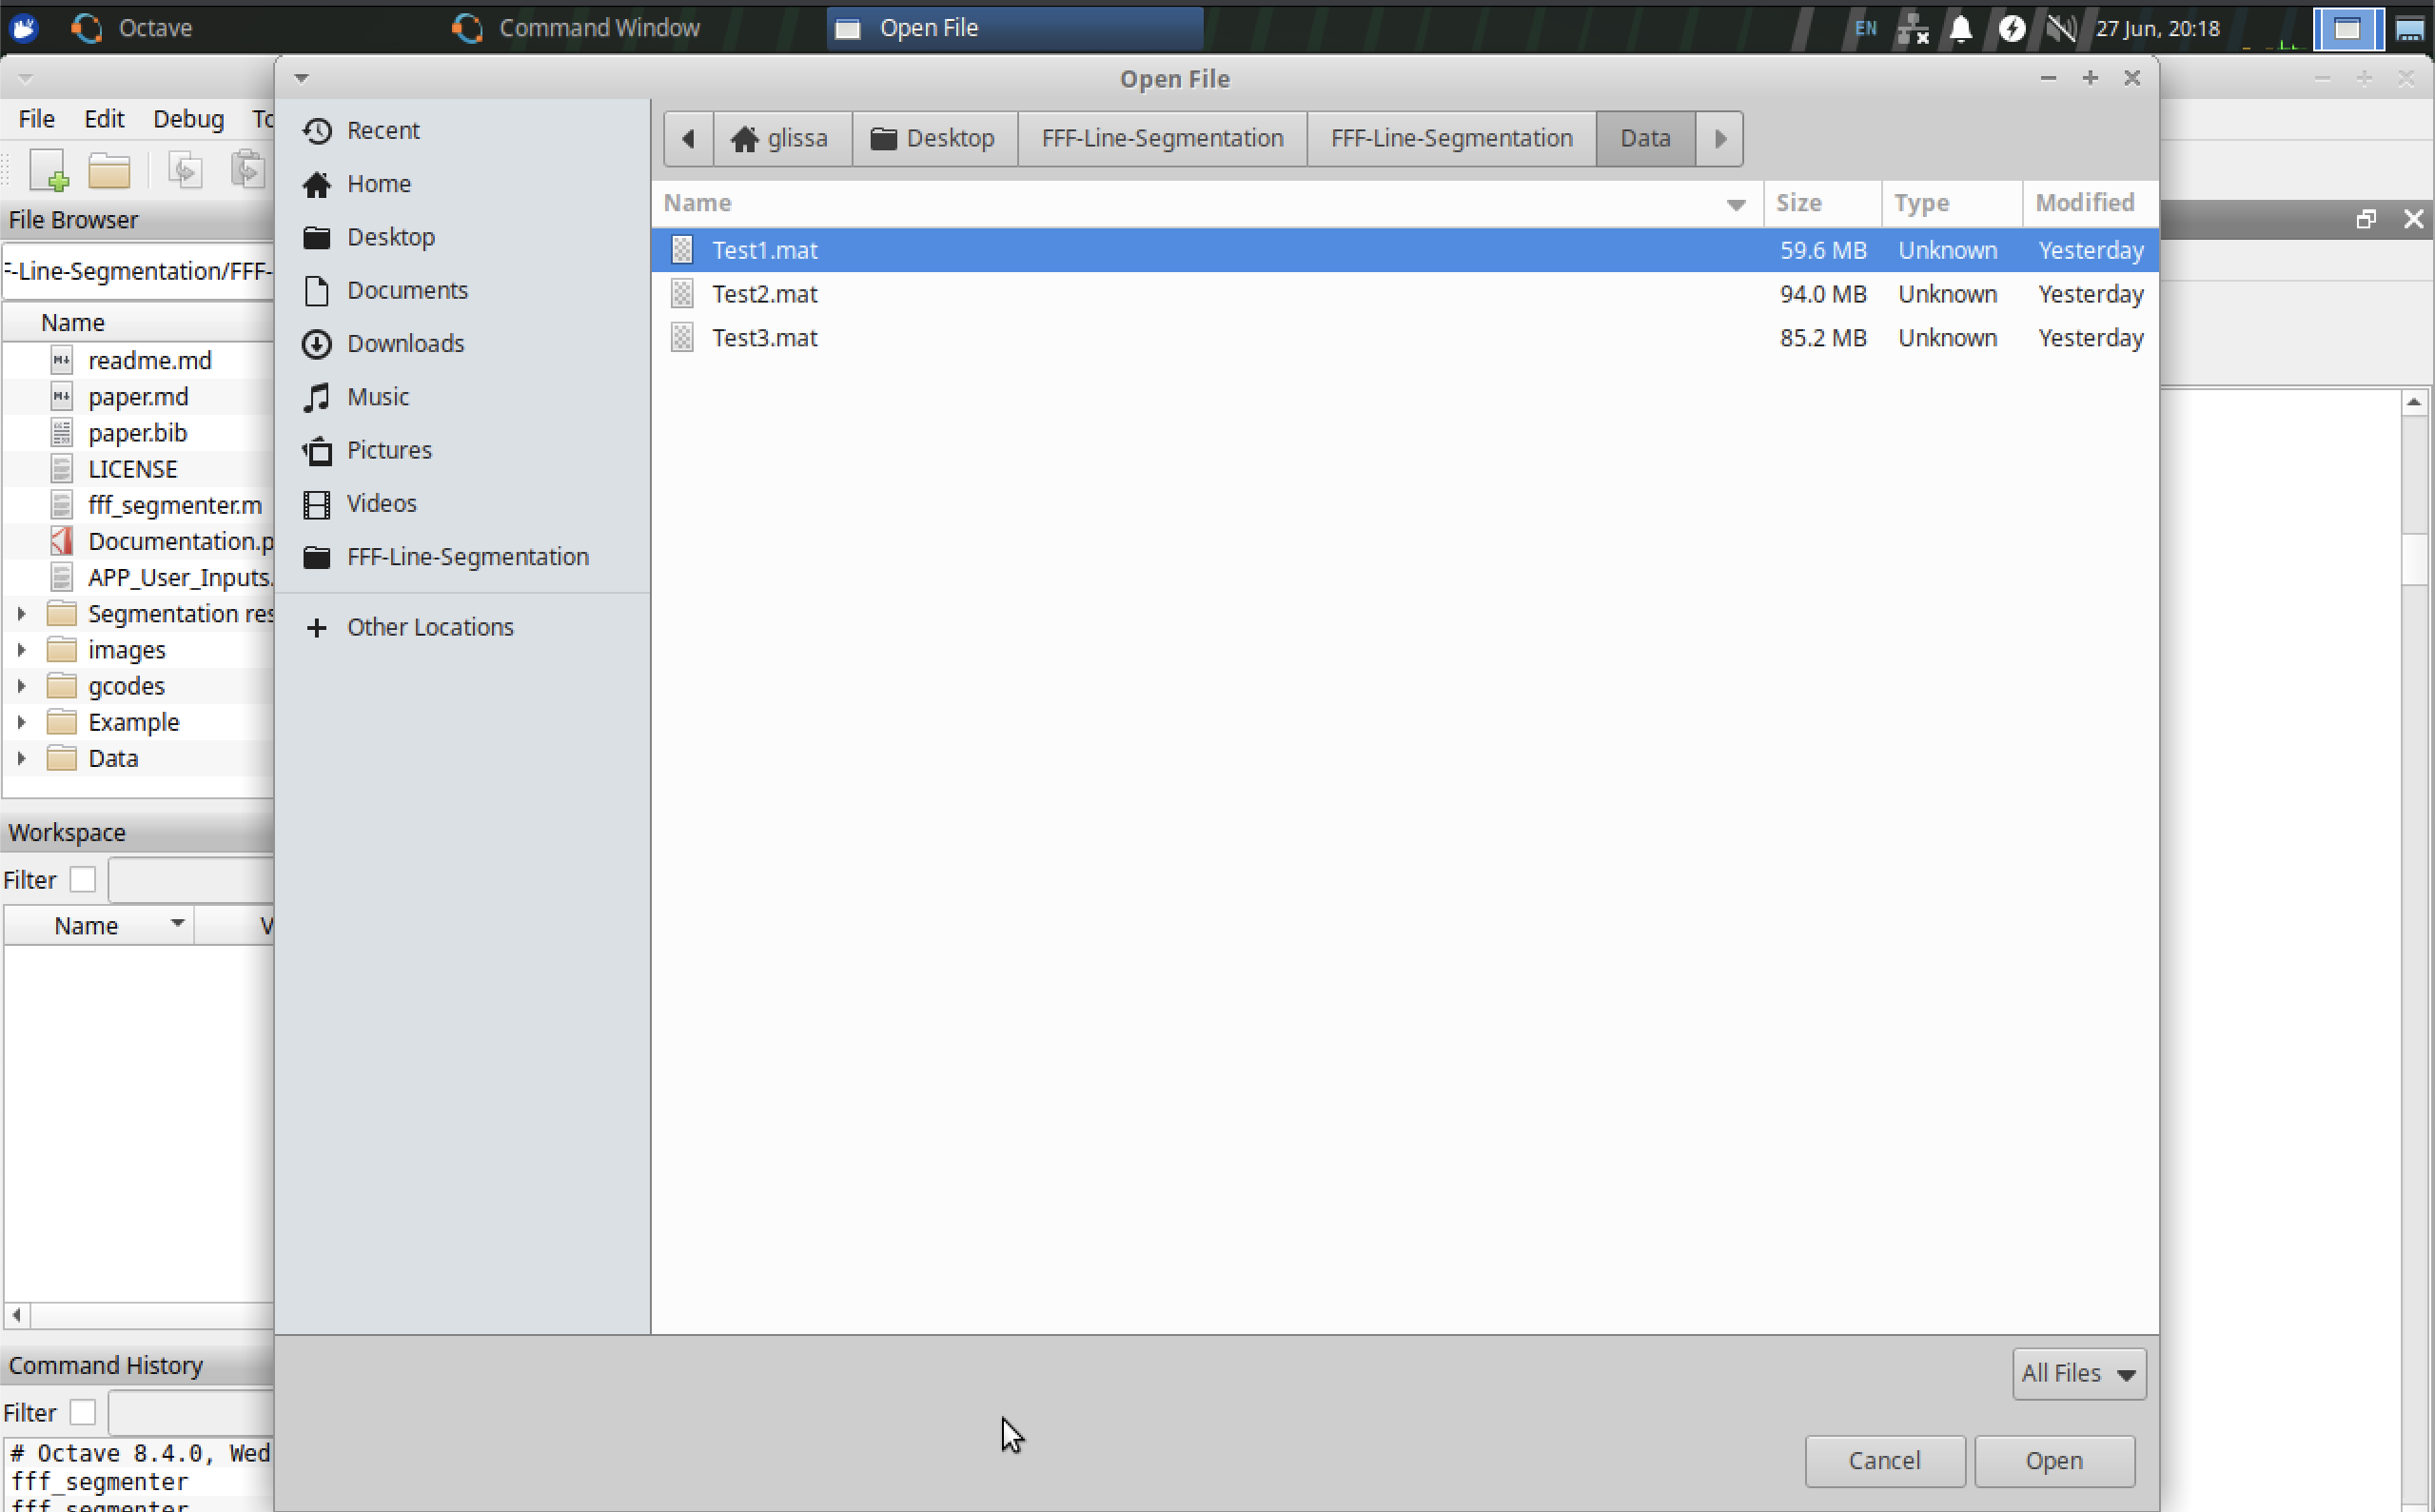 Octave
Command Window
Open File
EN
27 Jun, 20:18
Open File
File Edit Debug To
File Browser
F-Line-Segmentation/FFF-
Name
readme.md
paper.md
paper.bib
LICENSE
fff_segmenter.m
Documentation.p
APP_User_Inputs.
Segmentation res
images
gcodes
Example
Data
Workspace
Filter
Name V
Command History
Filter
# Octave 8.4.0, Wed
fff_segmenter
fff_segmenter
Recent
Home
Desktop
Documents
Downloads
Music
Pictures
Videos
FFF-Line-Segmentation
Other Locations
glissa Desktop FFF-Line-Segmentation FFF-Line-Segmentation Data
Name Size Type Modified
Test1.mat 59.6 MB Unknown Yesterday
Test2.mat 94.0 MB Unknown Yesterday
Test3.mat 85.2 MB Unknown Yesterday
All Files
Cancel Open